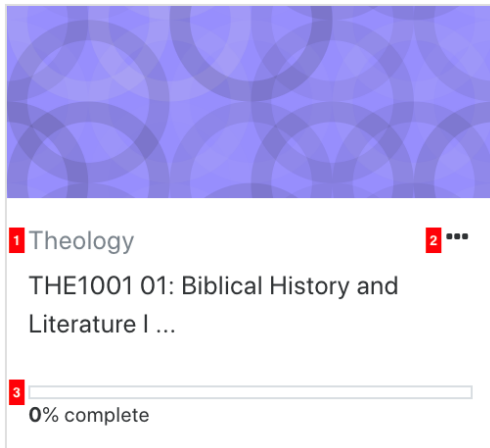 1 Theology 2 ...
THE1001 01: Biblical History and
Literature I ...
3
0% complete